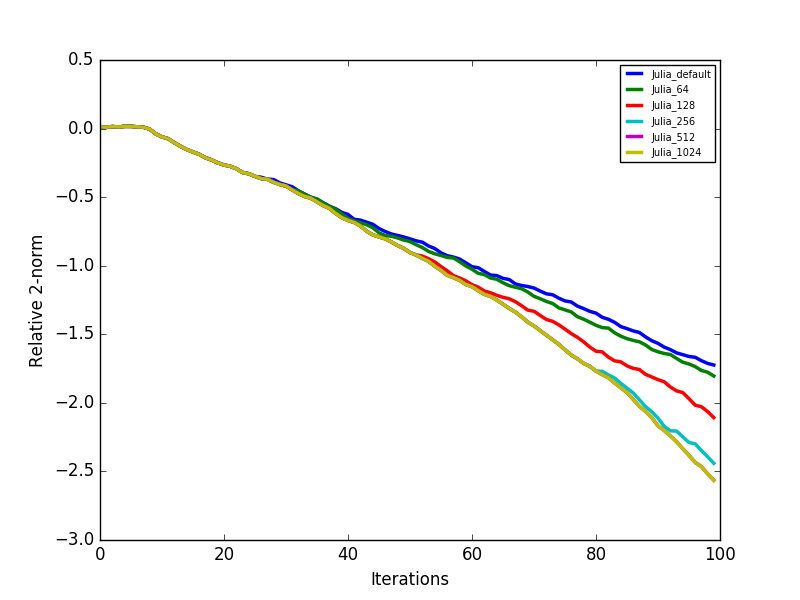 0.5
0.0
−0.5
−1.0
−1.5
−2.0
−2.5
−3.0
Relative 2-norm
0
20
40
60
80
100
Iterations
Julia_default
Julia_64
Julia_128
Julia_256
Julia_512
Julia_1024